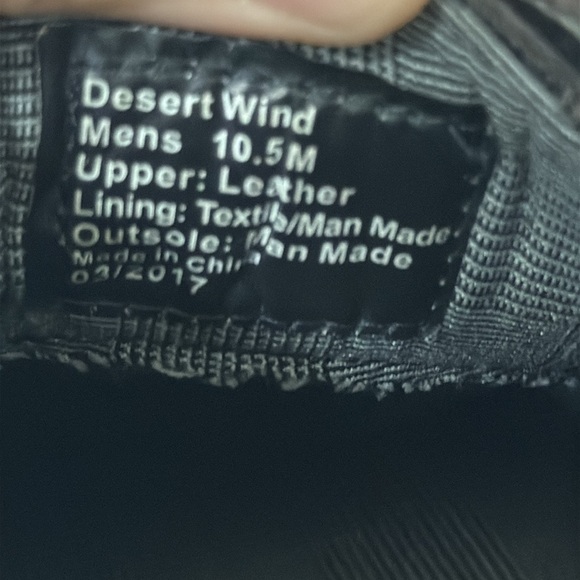 Desert Wind
Mens 10.5M
Upper: Leather
Lining: Textile/Man Made
Outsole: Man Made
Made in China
03/2017